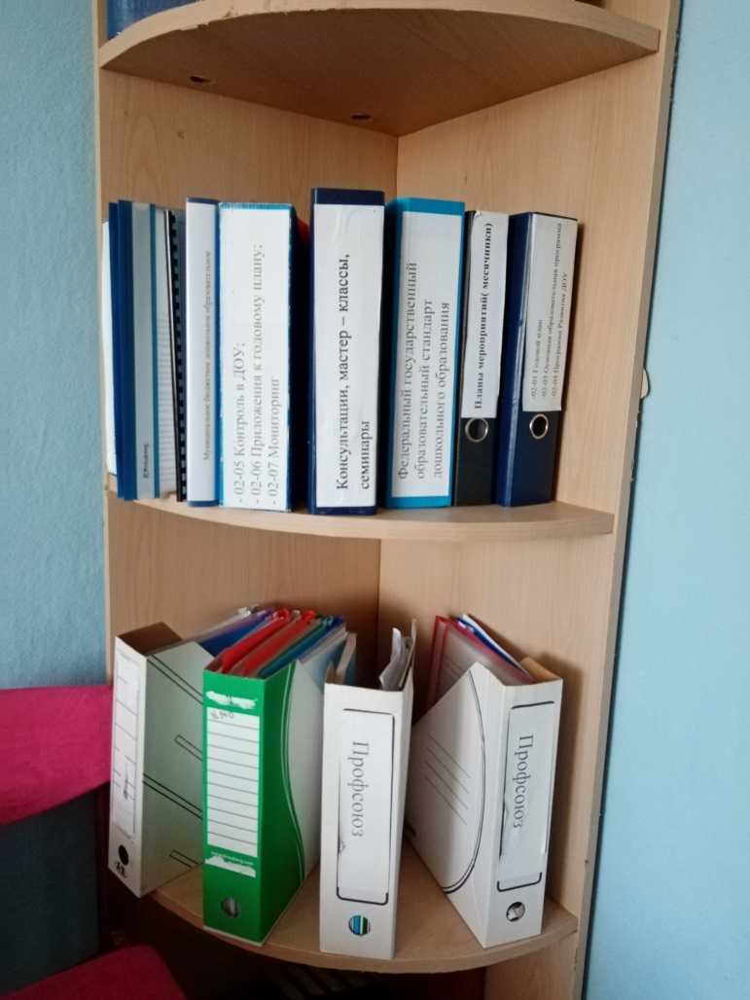 Муниципальное бюджетное дошкольное образовательное
- 02-05 Контроль в ДОУ;
- 02-06 Приложения к годовому плану;
- 02-07 Мониторинг
Консультации, мастер – классы,
семинары
Федеральный государственный
образовательный стандарт
дошкольного образования
Планы мероприятий( месячники)
-02-01 Годовой план
-02-03 Основная образовательная программа
-02-04 Программа Развития ДОУ
Профсоюз
Профсоюз